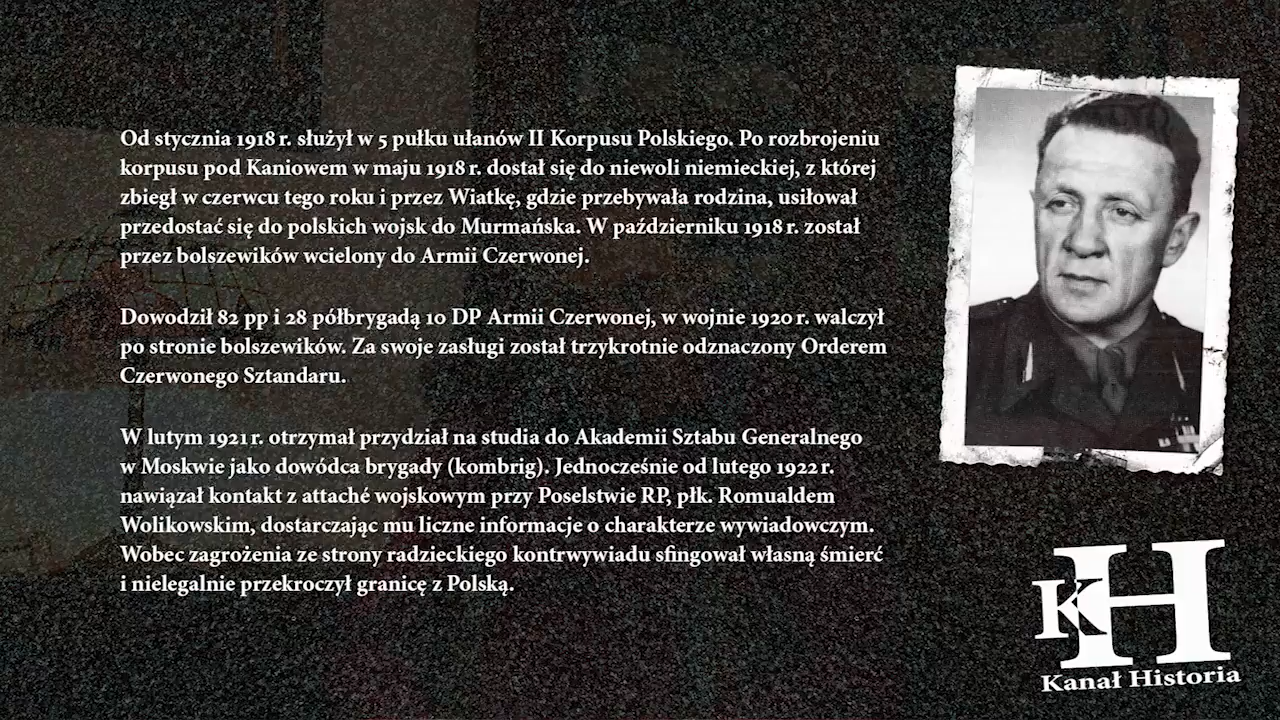 Od stycznia 1918 r. służył w 5 pułku ułanów II Korpusu Polskiego. Po rozbrojeniu
korpusu pod Kaniowem w maju 1918 r. dostał się do niewoli niemieckiej, z której
zbiegł w czerwcu tego roku i przez Wiatkę, gdzie przebywała rodzina, usiłował
przedostać się do polskich wojsk do Murmańska. W październiku 1918 r. został
przez bolszewików wcielony do Armii Czerwonej.
Dowodził 82 pp i 28 półbrygadą 10 DP Armii Czerwonej, w wojnie 1920 r. walczył
po stronie bolszewików. Za swoje zasługi został trzykrotnie odznaczony Orderem
Czerwonego Sztandaru.
W lutym 1921 r. otrzymał przydział na studia do Akademii Sztabu Generalnego
w Moskwie jako dowódca brygady (kombrig). Jednocześnie od lutego 1922 r.
nawiązał kontakt z attaché wojskowym przy Poselstwie RP, płk. Romualdem
Wolikowskim, dostarczając mu liczne informacje o charakterze wywiadowczym.
Wobec zagrożenia ze strony radzieckiego kontrwywiadu sfingował własną śmierć
i nielegalnie przekroczył granicę z Polską.
KH
Kanał Historia